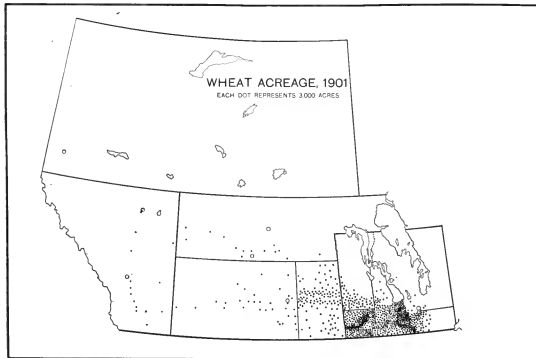 WHEAT ACREAGE, 1901
EACH DOT REPRESENTS 3,000 ACRES